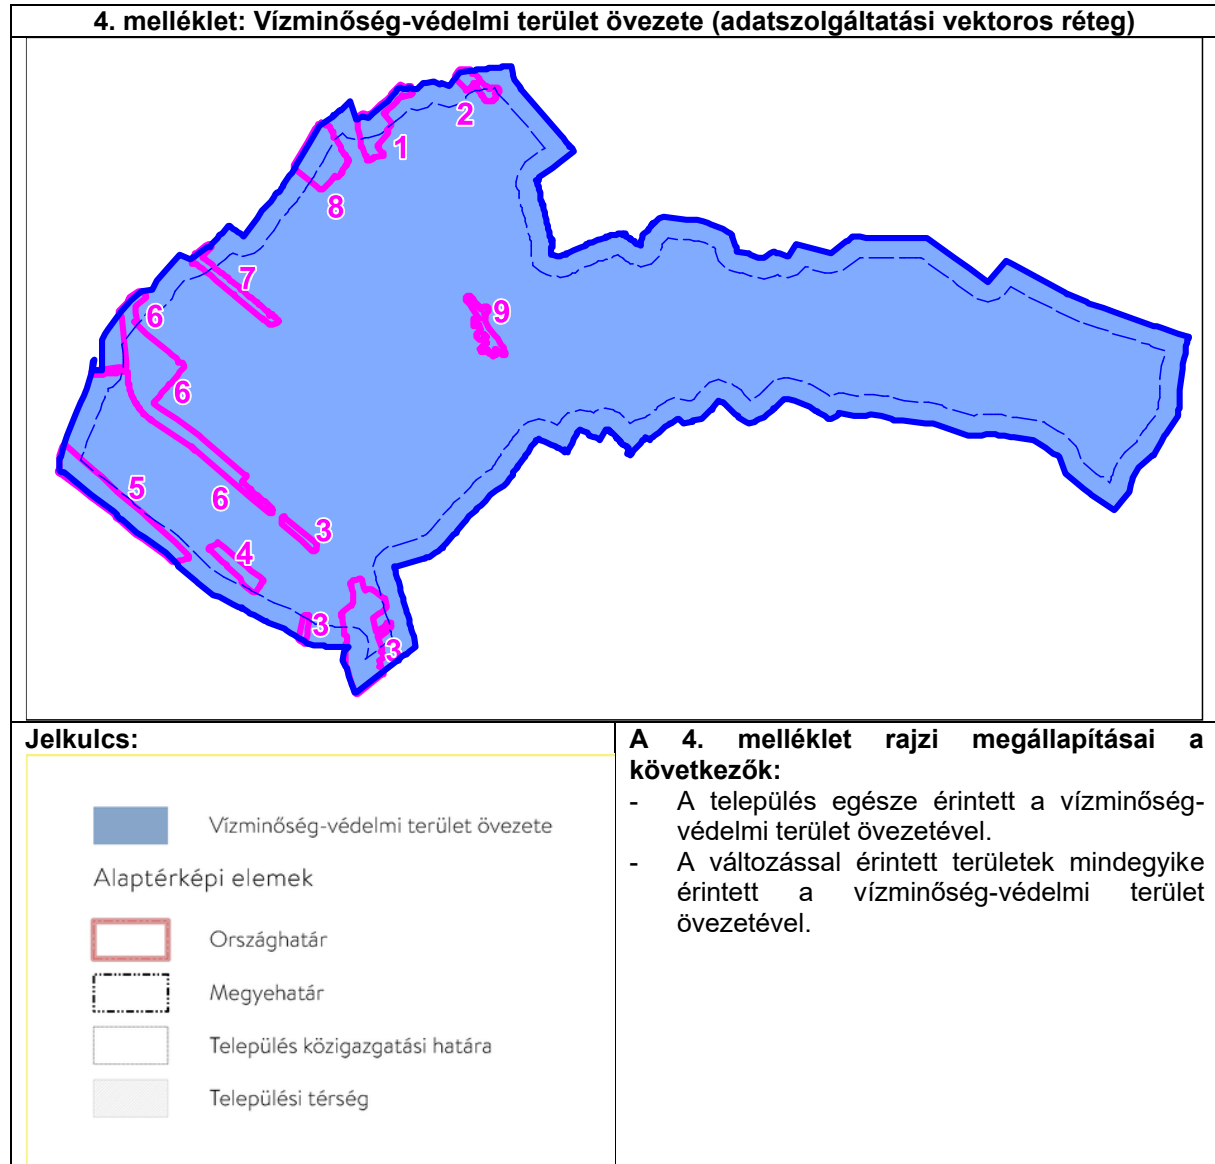 4. melléklet: Vízminőség-védelmi terület övezete (adatszolgáltatási vektoros réteg)
2
1
8
7
6
9
6
5
6
3
4
3
3
Jelkulcs:
Vízminőség-védelmi terület övezete
Alaptérképi elemek
Országhatár
Megyehatár
Település közigazgatási határa
Települési térség
A 4. melléklet rajzi megállapításai a
következők:
- A település egésze érintett a vízminőség-
védelmi terület övezetével.
- A változással érintett területek mindegyike
érintett a vízminőség-védelmi terület
övezetével.